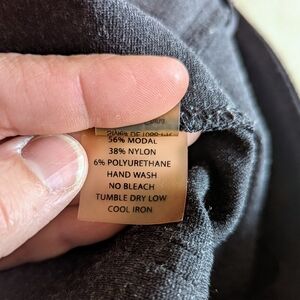 56% MODAL
38% NYLON
6% POLYURETHANE
HAND WASH
NO BLEACH
TUMBLE DRY LOW
COOL IRON